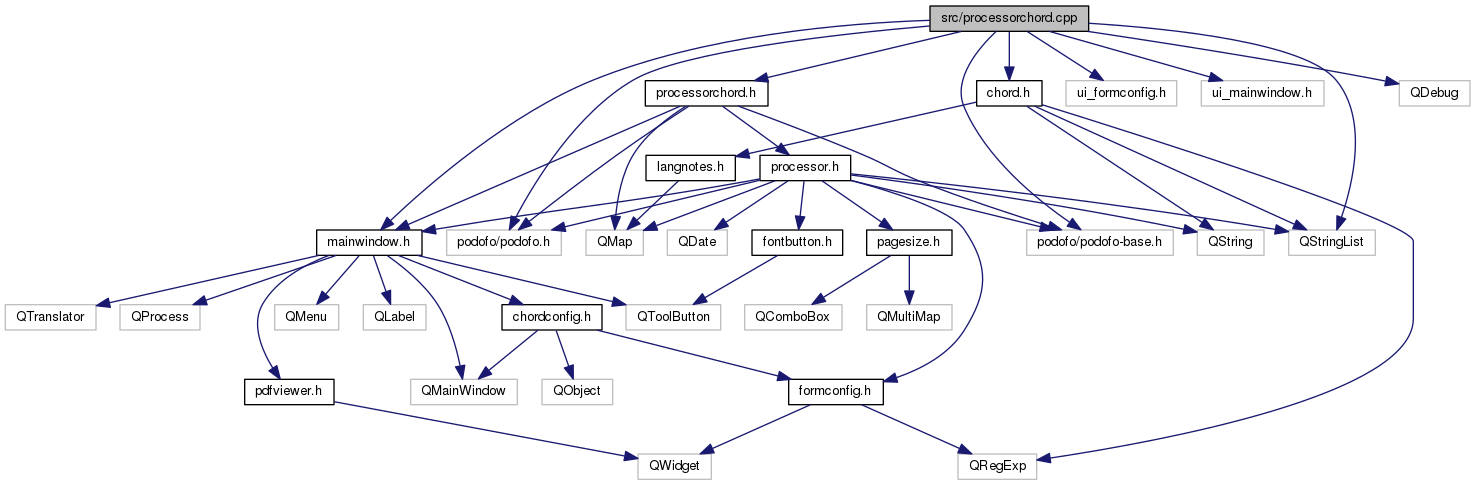 src/processorchord.cpp
processorchord.h
chord.h
ui_formconfig.h
ui_mainwindow.h
QDebug
langnotes.h
processor.h
mainwindow.h
podofo/podofo.h
QMap
QDate
fontbutton.h
pagesize.h
podofo/podofo-base.h
QString
QStringList
QTranslator
QProcess
QMenu
QLabel
chordconfig.h
QToolButton
QComboBox
QMultiMap
pdfviewer.h
QMainWindow
QObject
formconfig.h
QWidget
QRegExp